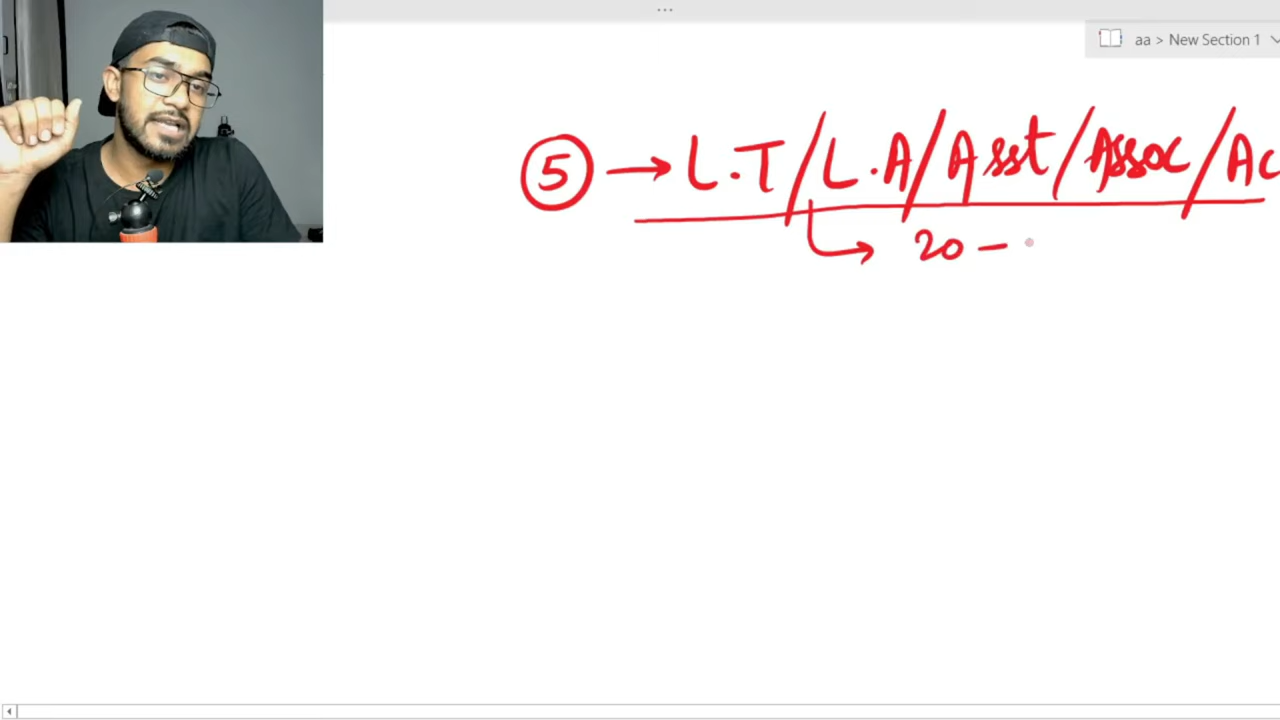 aa > New Section 1
⑤ → L.T/L.A/Asst/Assoc/Ac
20 -